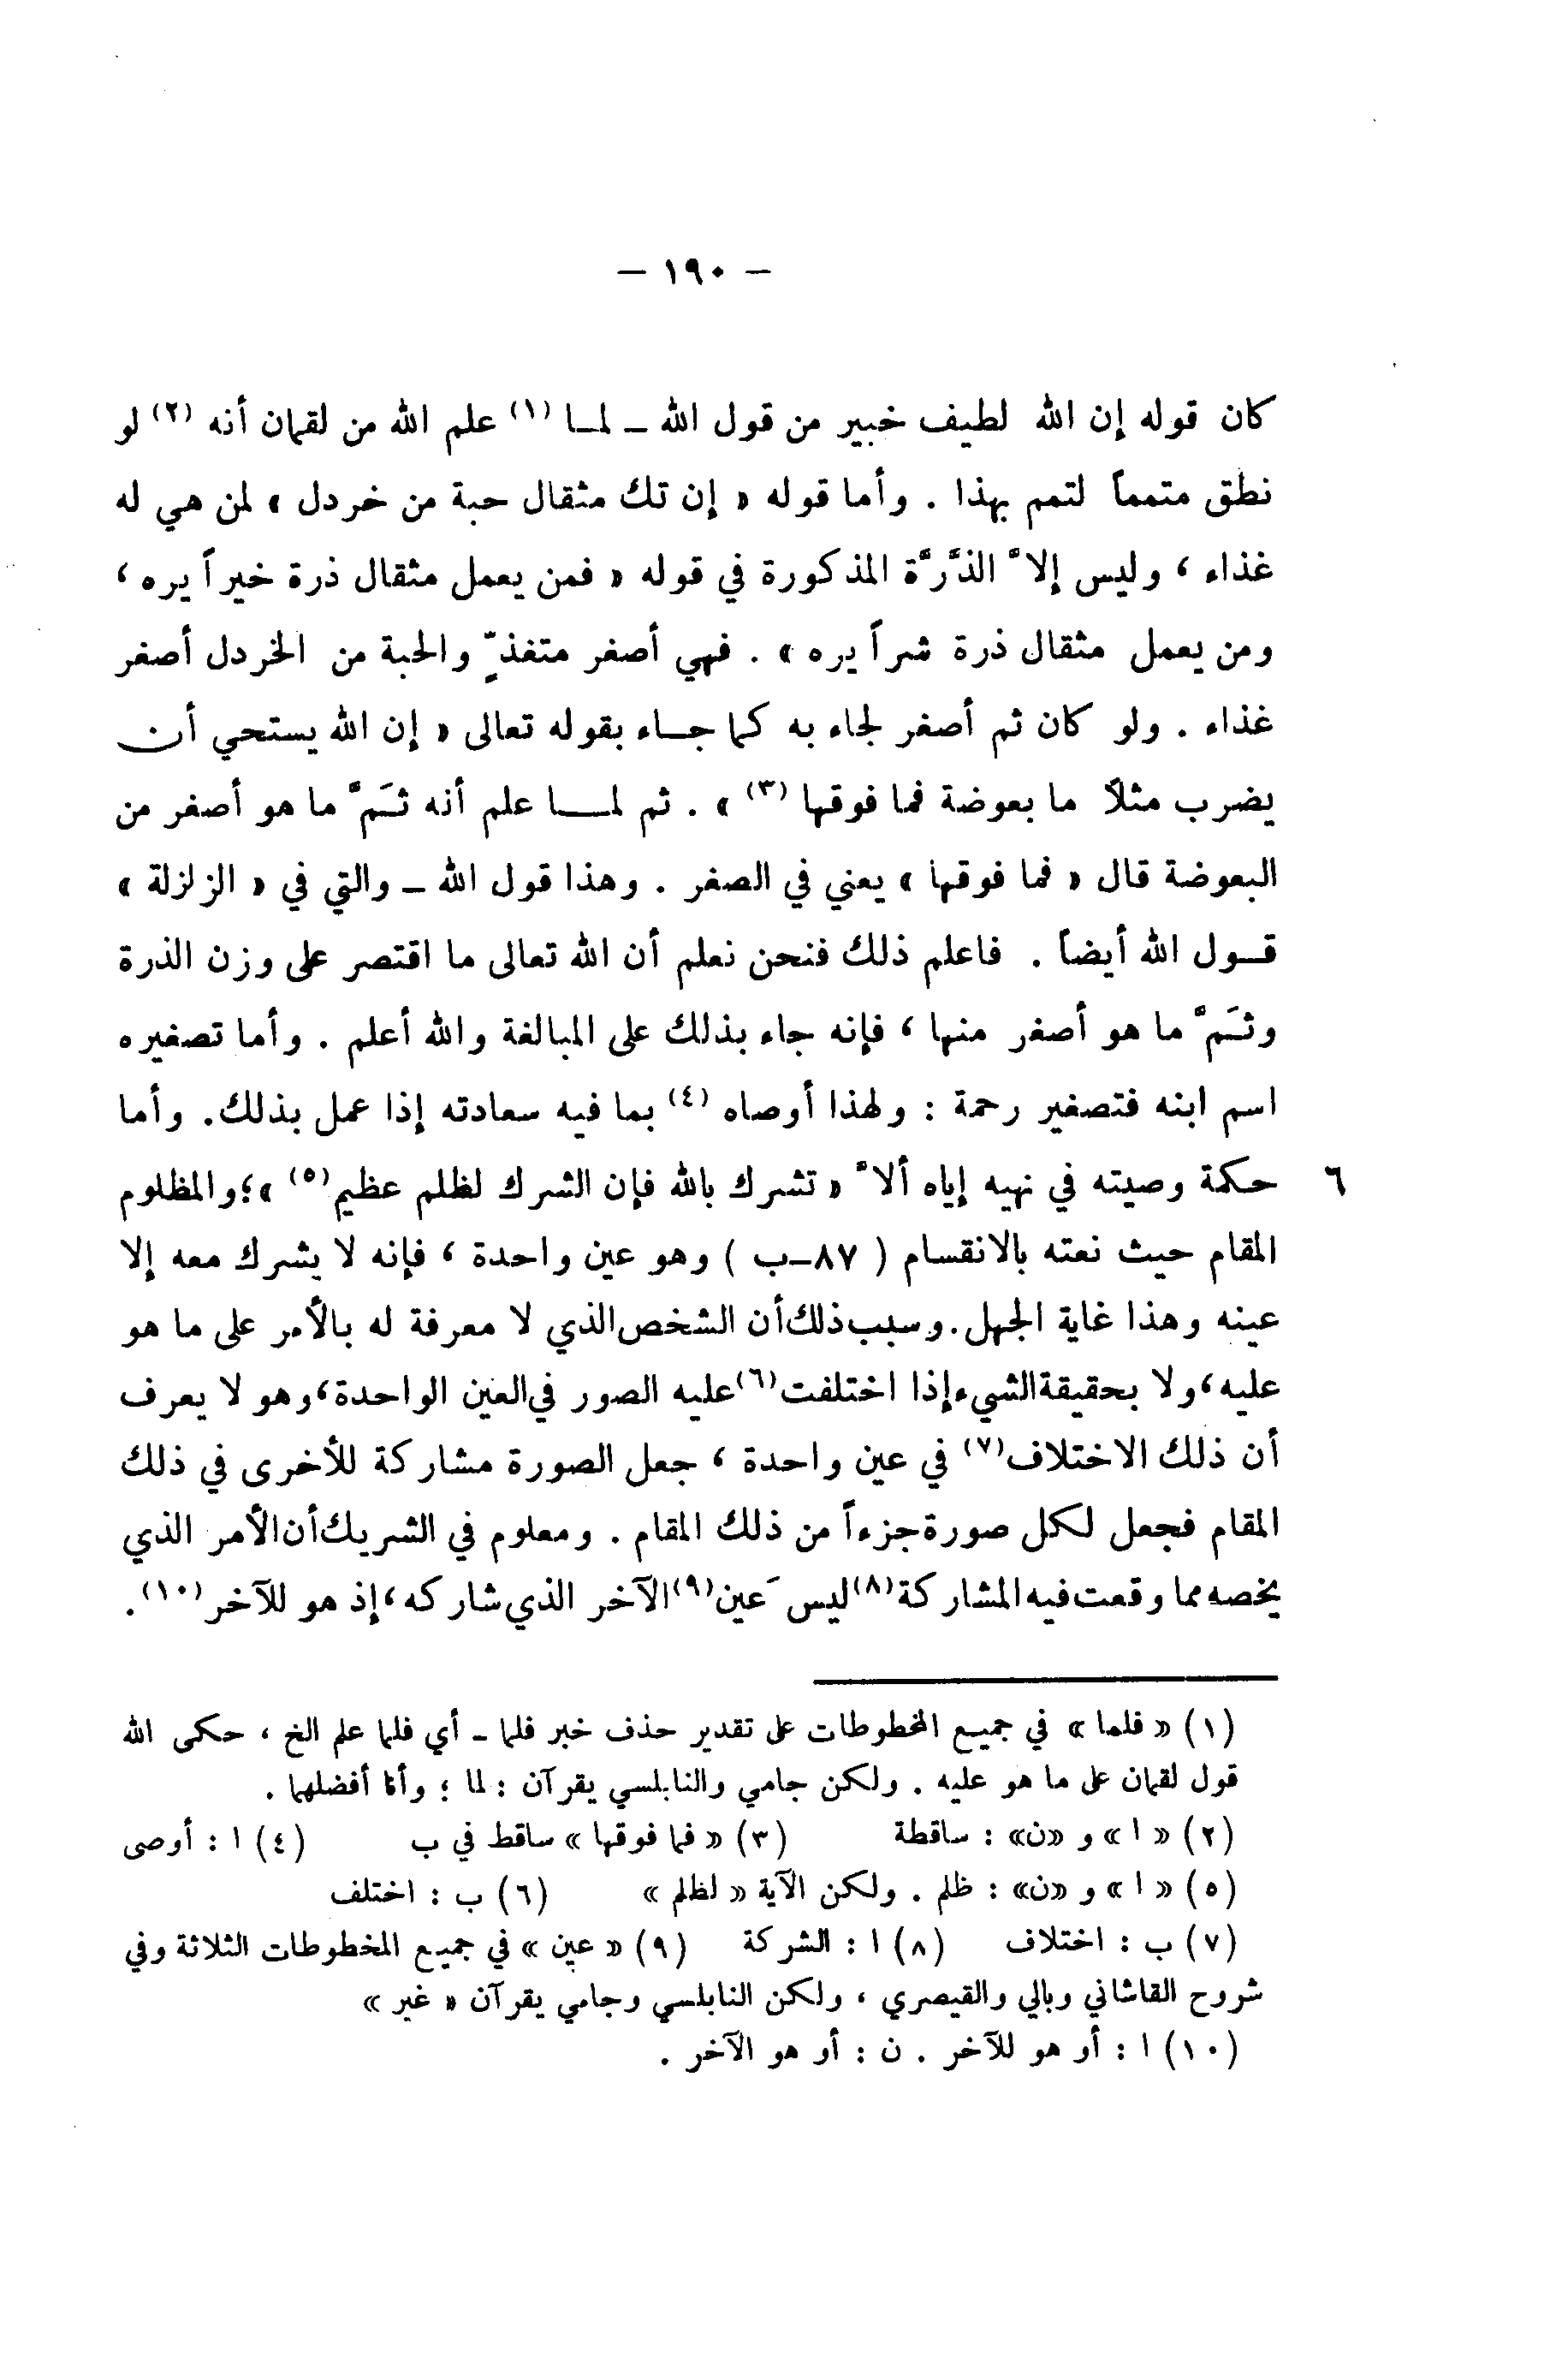 — ١٩٠ —
كان قوله إن الله لطيف خبير من قول الله – لمـا (١) علم الله من لقمان أنه (٢) لو
نطق متمماً لتمم بهذا . وأما قوله « إن تك مثقال حبة من خردل » لمن هي له
غذاء ، وليس إلاَّ الذَّرَّة المذكورة في قوله « فمن يعمل مثقال ذرة خيراً يره ،
ومن يعمل مثقال ذرة شراً يره » . فهي أصغر متغذٍّ والحبة من الخردل أصغر
غذاء . ولو كان ثم أصغر لجاء به كما جـاء بقوله تعالى « إن الله يستحي أن
يضرب مثلاً ما بعوضة فما فوقها (٣) » . ثم لمـا علم أنه ثَمَّ ما هو أصغر من
البعوضة قال « فما فوقها » يعني في الصغر . وهذا قول الله – والتي في « الزلزلة »
قـول الله أيضاً . فاعلم ذلك فنحن نعلم أن الله تعالى ما اقتصر على وزن الذرة
وثَمَّ ما هو أصغر منها ، فإنه جاء بذلك على المبالغة والله أعلم . وأما تصغيره
اسم ابنه فتصغير رحمة : ولهذا أوصاه (٤) بما فيه سعادته إذا عمل بذلك. وأما
٦ حكمة وصيته في نهيه إياه ألاَّ « تشرك بالله فإن الشرك لظلم عظيم(٥) »؛والمظلوم
المقام حيث نعته بالانقسام ( ٨٧–ب ) وهو عين واحدة ، فإنه لا يشرك معه إلا
عينه وهذا غاية الجهل.وسبب ذلك أن الشخص الذي لا معرفة له بالأمر على ما هو
عليه،ولا بحقيقة الشيء إذا اختلفت(٦)عليه الصور في العين الواحدة،وهو لا يعرف
أن ذلك الاختلاف(٧) في عين واحدة ، جعل الصورة مشاركة للأخرى في ذلك
المقام فجعل لكل صورة جزءاً من ذلك المقام . ومعلوم في الشريك أن الأمر الذي
يخصه مما وقعت فيه المشاركة(٨)ليس عَين(٩)الآخر الذي شاركه،إذ هو للآخر(١٠).
(١) « فلما » في جميع المخطوطات على تقدير حذف خبر فلما – أي فلما علم الخ ، حكى الله
قول لقمان على ما هو عليه . ولكن جامي والنابلسي يقرآن : لما ؛ وأنا أفضلهما .
(٢) « ا » و «ن» : ساقطة (٣) « فما فوقها » ساقط في ب (٤) ا : أوصى
(٥) « ا » و «ن» : ظلم . ولكن الآية « لظلم » (٦) ب : اختلف
(٧) ب : اختلاف (٨) ا : الشركة (٩) « عين » في جميع المخطوطات الثلاثة وفي
شروح القاشاني وبالي والقيصري ، ولكن النابلسي وجامي يقرآن « غير »
(١٠) ا : أو هو للآخر . ن : أو هو الآخر .